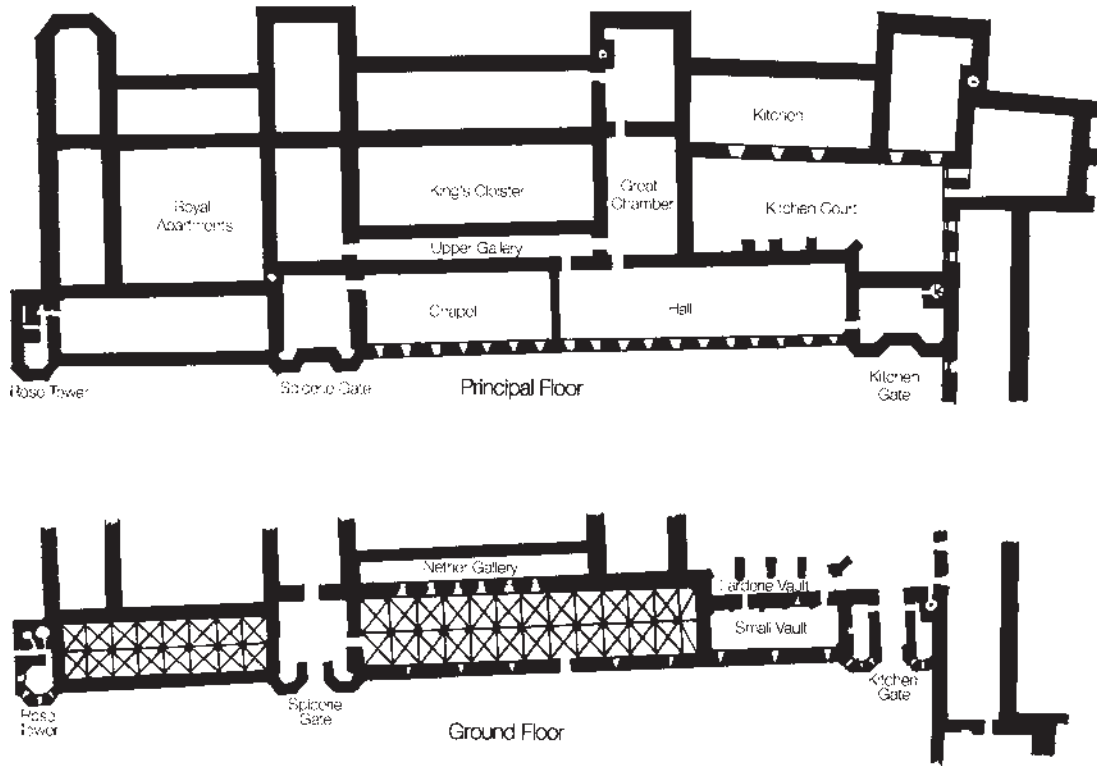 Kitchen
King's Cloister
Great
Chamber
Royal
Apartments
Kitchen Court
Upper Gallery
Chapel
Hall
Rose Tower
Spicerie Gate
Principal Floor
Kitchen
Gate
Nether Gallery
Larderie Vault
Small Vault
Kitchen
Gate
Rose
Tower
Spicerie
Gate
Ground Floor